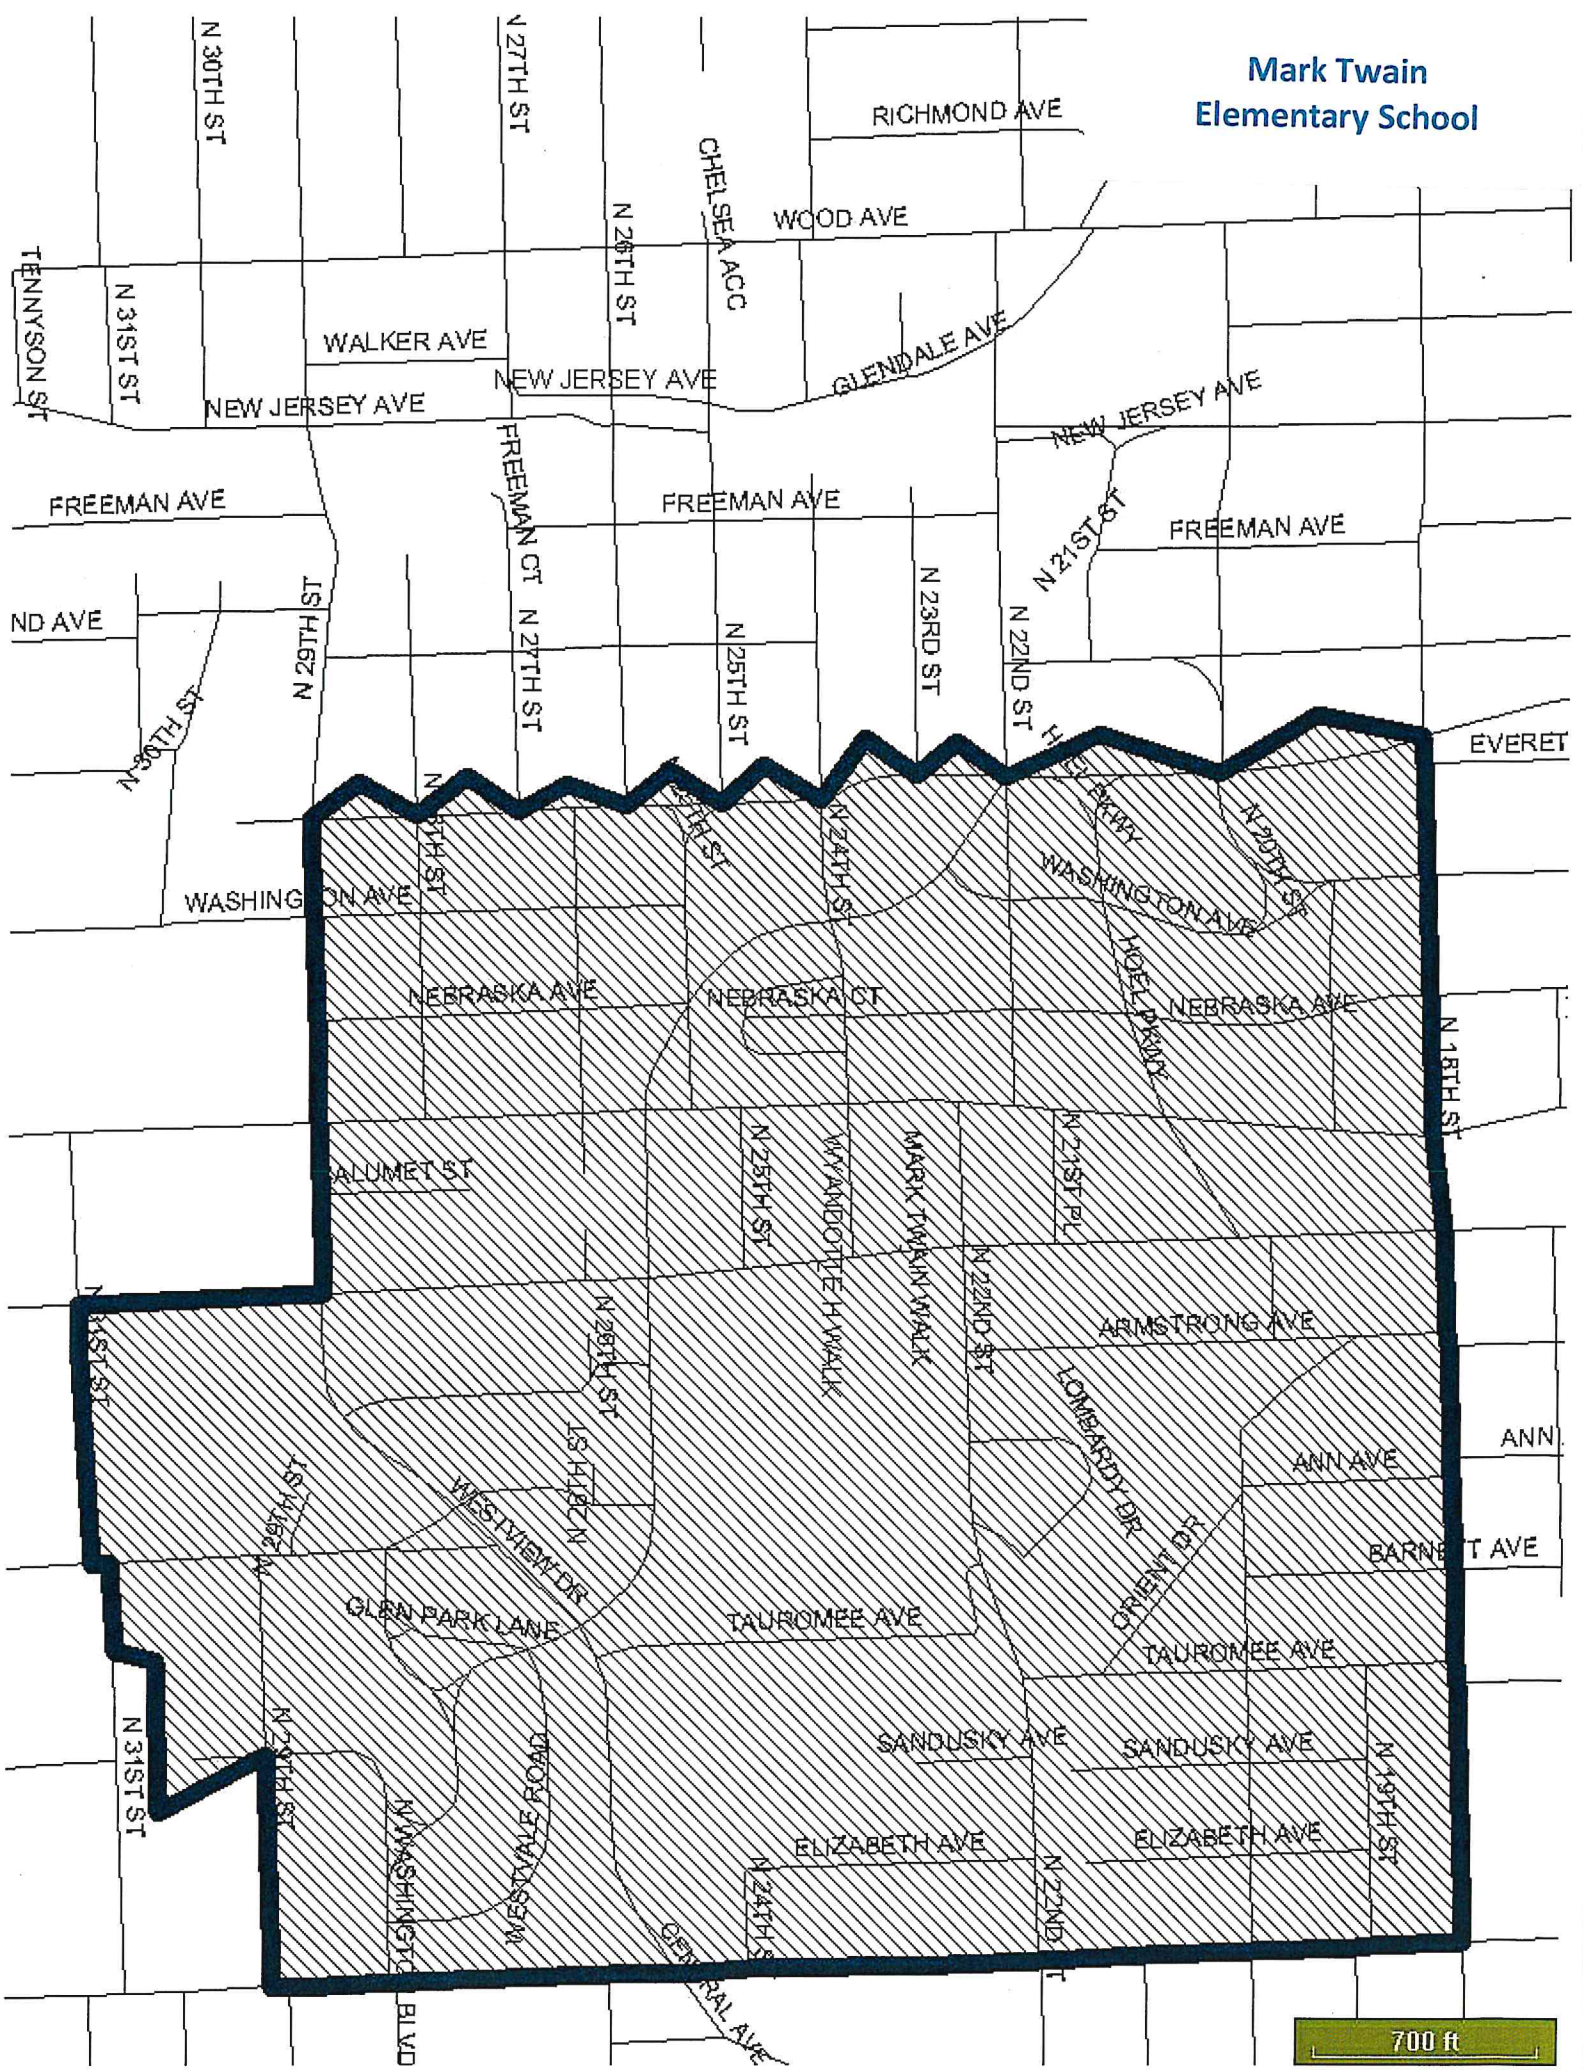 Mark Twain
Elementary School
N 30TH ST
N 27TH ST
RICHMOND AVE
CHELSEA ACC
WOOD AVE
N 26TH ST
TENNYSON ST
N 31ST ST
WALKER AVE
GLENDALE AVE
NEW JERSEY AVE
NEW JERSEY AVE
NEW JERSEY AVE
FREEMAN CT
FREEMAN AVE
FREEMAN AVE
FREEMAN AVE
N 21ST ST
ND AVE
N 29TH ST
N 27TH ST
N 25TH ST
N 23RD ST
N 22ND ST
N 30TH ST
EVERET
PKWY
N 20TH ST
N 24TH ST
WASHINGTON AVE
WASHINGTON AVE
HOEL PKWY
NEBRASKA AVE
NEBRASKA CT
NEBRASKA AVE
N 18TH ST
ALUMET ST
N 25TH ST
WYANDOTTE H WALK
MARK TWAIN WALK
N 21ST PL
N 22ND ST
N 26TH ST
ARMSTRONG AVE
LOMBARDY DR
N 29TH ST
WESTVIEW DR
ANN AVE
ANN
ORIENT DR
BARNETT AVE
GLEN PARK LANE
TAUROMEE AVE
TAUROMEE AVE
N 31ST ST
N 29TH ST
WESTVALE ROAD
SANDUSKY AVE
SANDUSKY AVE
N 19TH ST
N WASHINGTO
BLVD
ELIZABETH AVE
ELIZABETH AVE
N 24TH S
N 22ND
CENTRAL AVE
700 ft